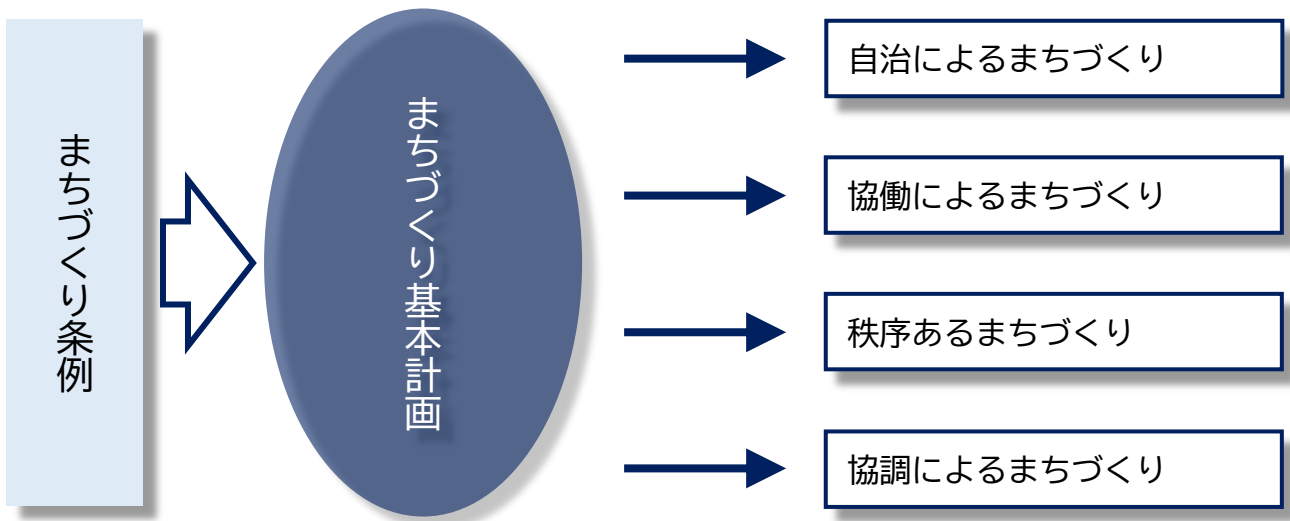 まちづくり条例
まちづくり基本計画
自治によるまちづくり
協働によるまちづくり
秩序あるまちづくり
協調によるまちづくり